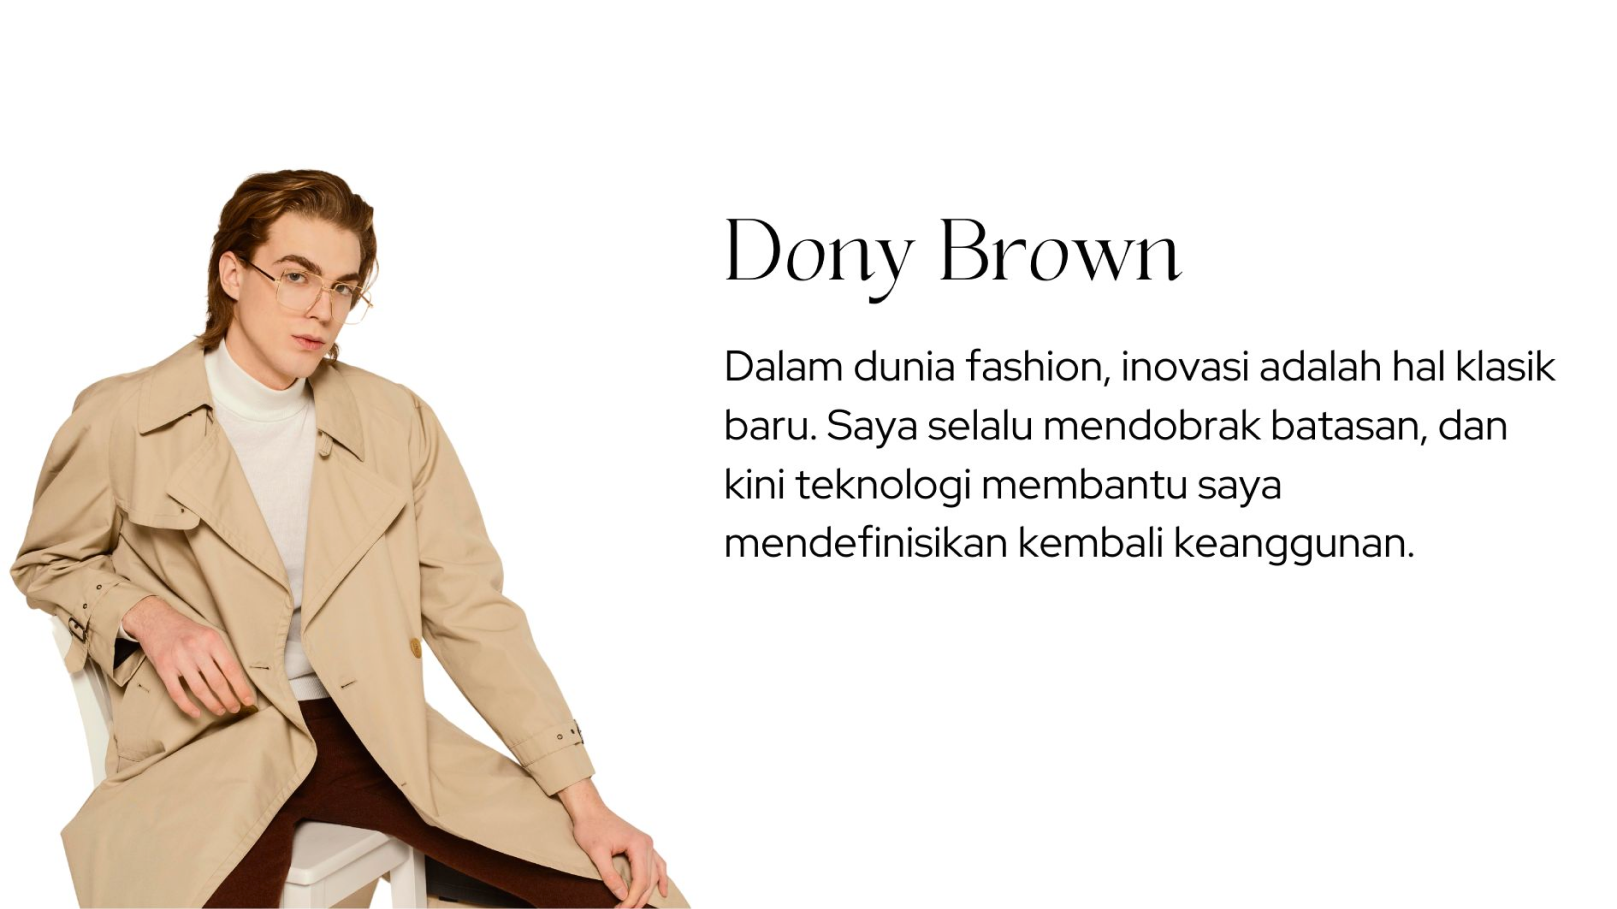 Dony Brown
Dalam dunia fashion, inovasi adalah hal klasik
baru. Saya selalu mendobrak batasan, dan
kini teknologi membantu saya
mendefinisikan kembali keanggunan.